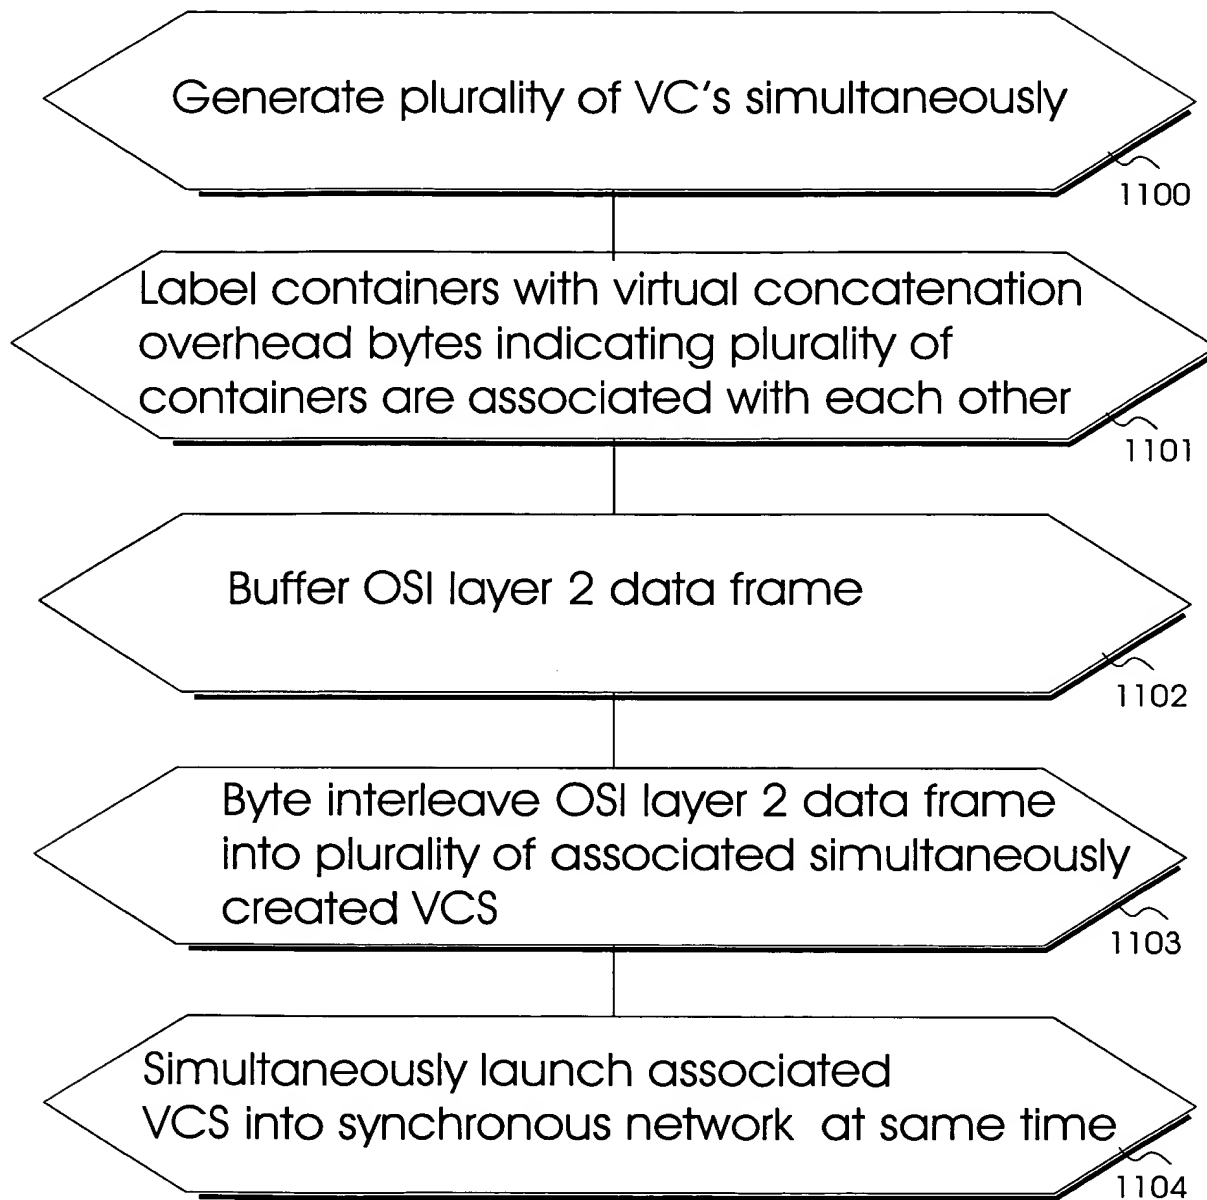 Generate plurality of VC's simultaneously
1100
Label containers with virtual concatenation
overhead bytes indicating plurality of
containers are associated with each other
1101
Buffer OSI layer 2 data frame
1102
Byte interleave OSI layer 2 data frame
into plurality of associated simultaneously
created VCS
1103
Simultaneously launch associated
VCS into synchronous network at same time
1104